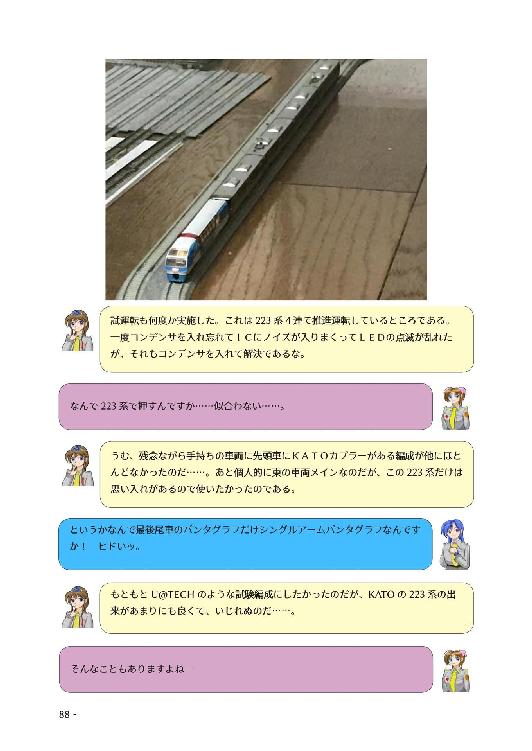 試運転も何度か実施した。これは 223 系 4 連で推進運転しているところである。
一度コンデンサを入れ忘れてＩＣにノイズが入りまくってＬＥＤの点滅が乱れた
が、それもコンデンサを入れて解決であるな。
なんで 223 系で押すんですか……似合わない……。
うむ、残念ながら手持ちの車両に先頭車にＫＡＴＯカプラーがある編成が他にほと
んどなかったのだ……。あと個人的に東の車両メインなのだが、この 223 系だけは
思い入れがあるので使いたかったのである。
というかなんで最後尾車のパンタグラフだけシングルアームパンタグラフなんです
か！　ヒドいッ。
もともと U@TECH のような試験編成にしたかったのだが、KATO の 223 系の出
来があまりにも良くて、いじれぬのだ……。
そんなこともありますよね…
88 -